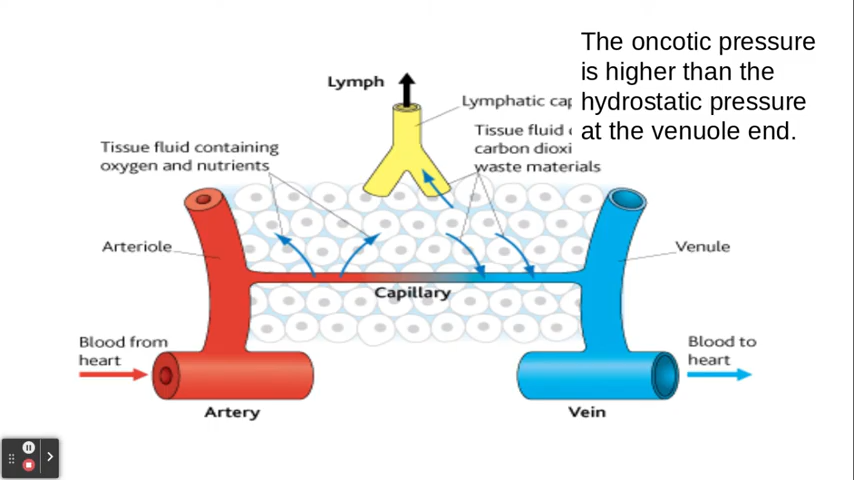 The oncotic pressure
is higher than the
hydrostatic pressure
at the venuole end.
Lymph
Lymphatic cap
Tissue fluid
carbon dioxi
waste materials
Tissue fluid containing
oxygen and nutrients
Arteriole
Venule
Capillary
Blood from
heart
Blood to
heart
Artery
Vein